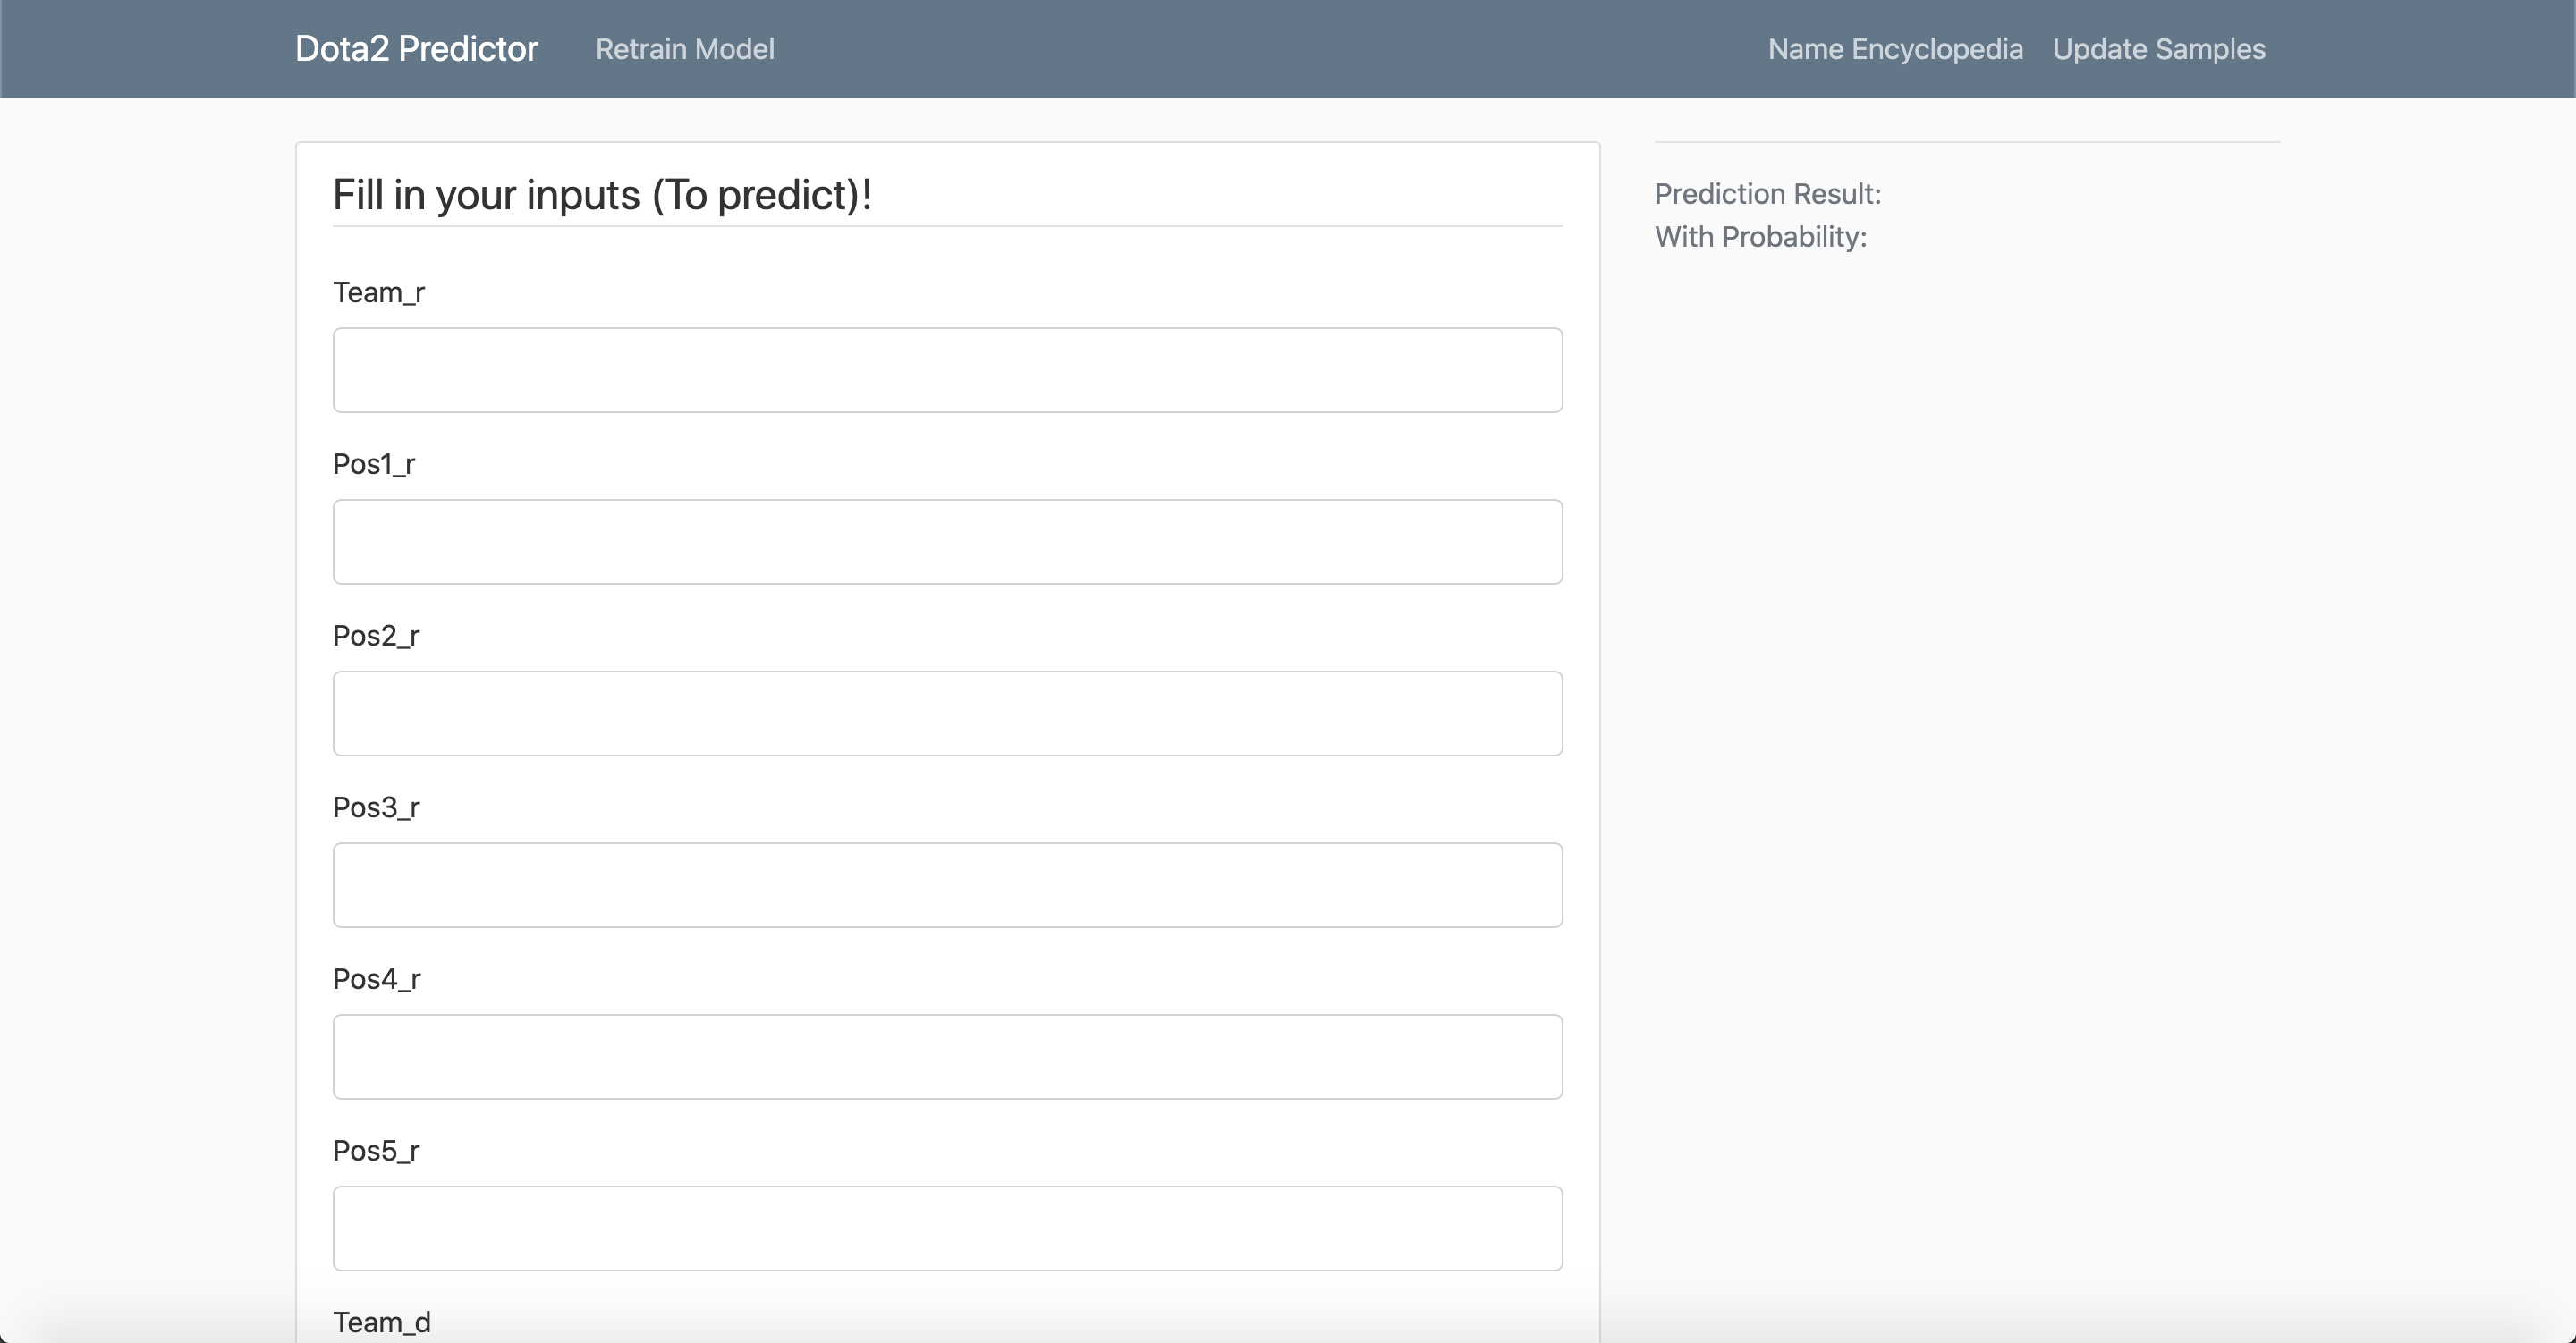 Dota2 Predictor Retrain Model Name Encyclopedia Update Samples
Fill in your inputs (To predict)!
Prediction Result:
With Probability:
Team_r
Pos1_r
Pos2_r
Pos3_r
Pos4_r
Pos5_r
Team_d